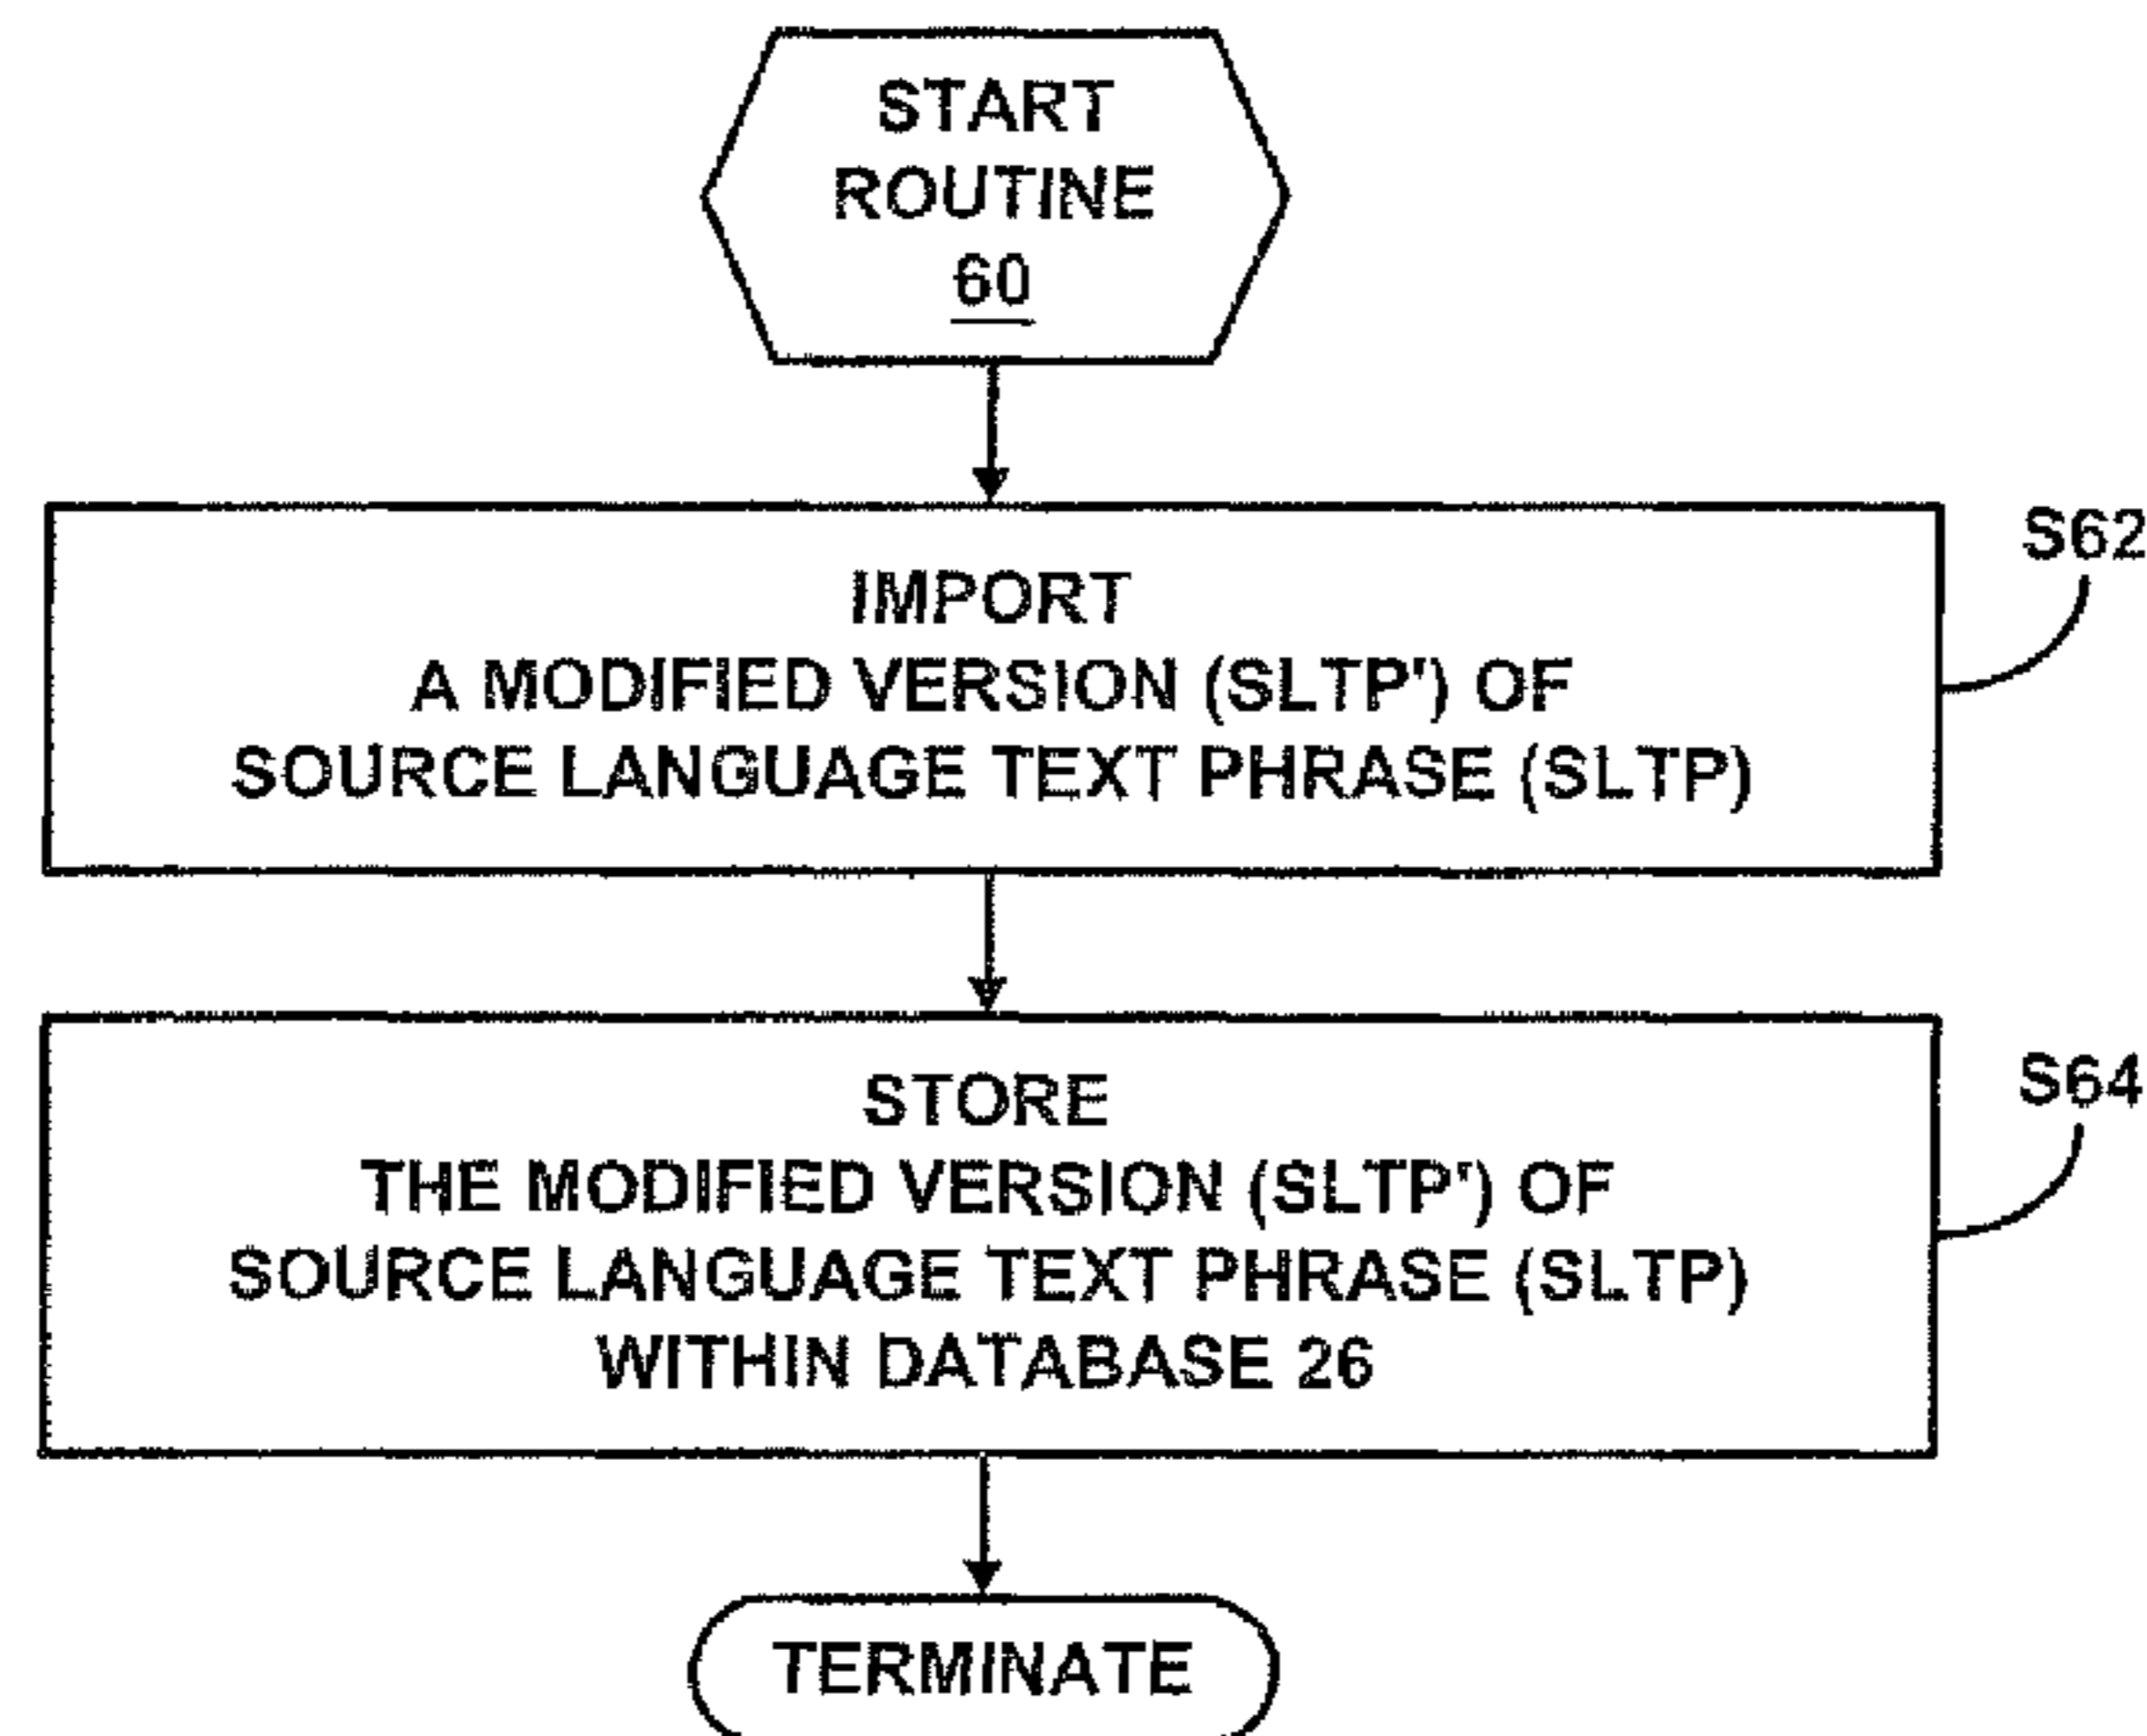 START
ROUTINE
60
S62
IMPORT
A MODIFIED VERSION (SLTP') OF
SOURCE LANGUAGE TEXT PHRASE (SLTP)
S64
STORE
THE MODIFIED VERSION (SLTP') OF
SOURCE LANGUAGE TEXT PHRASE (SLTP)
WITHIN DATABASE 26
TERMINATE